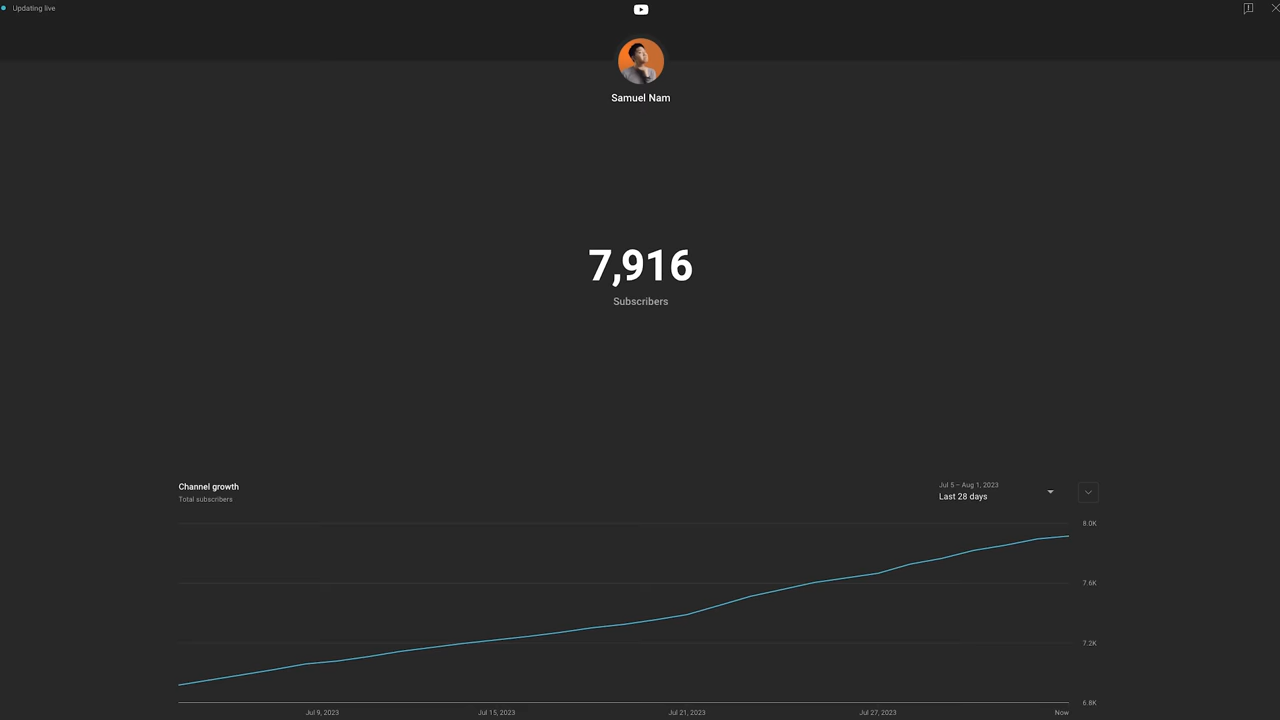 Updating live
Samuel Nam
7,916
Subscribers
Channel growth
Total subscribers
Jul 5 – Aug 1, 2023
Last 28 days
8.0K
7.6K
7.2K
6.8K
Jul 9, 2023
Jul 15, 2023
Jul 21, 2023
Jul 27, 2023
Now